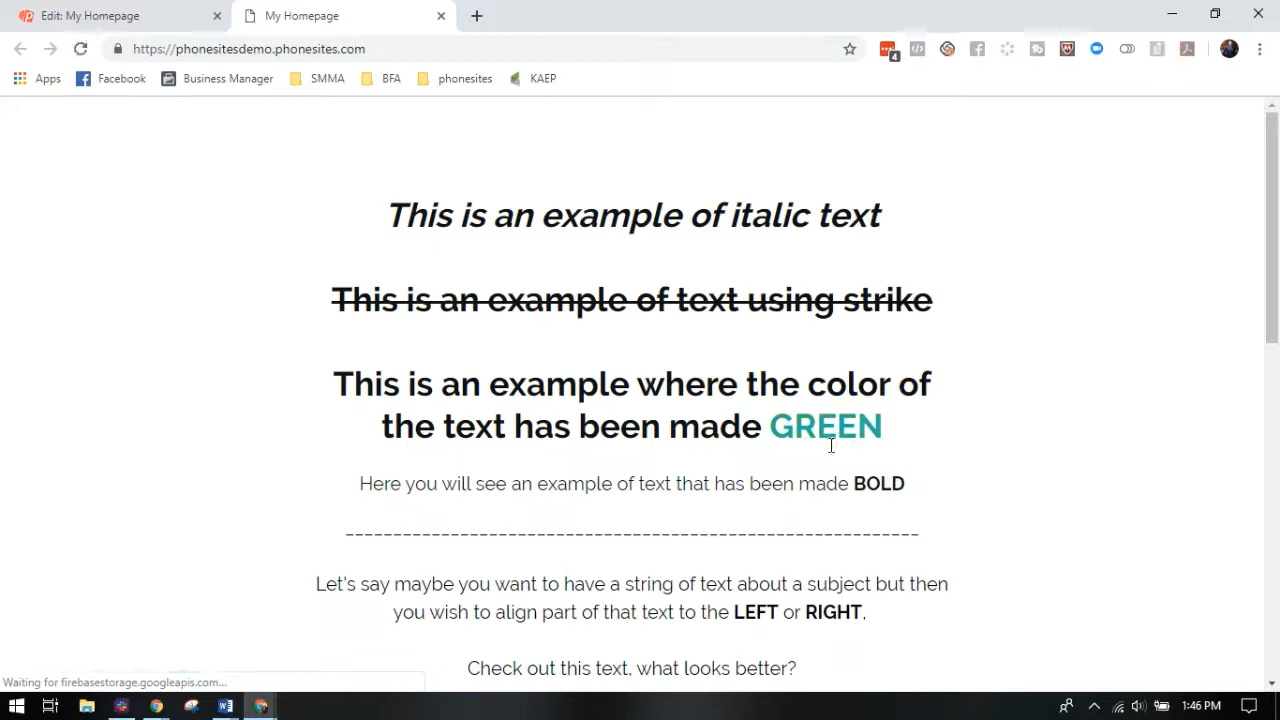 Edit: My Homepage
My Homepage
https://phonesitesdemo.phonesites.com
4
Apps
Facebook
Business Manager
SMMA
BFA
phonesites
KAEP
This is an example of italic text
This is an example of text using strike
This is an example where the color of
the text has been made GREEN
Here you will see an example of text that has been made BOLD
------------------------------------------------------------
Let's say maybe you want to have a string of text about a subject but then
you wish to align part of that text to the LEFT or RIGHT.
Check out this text, what looks better?
Waiting for firebasestorage.googleapis.com...
1:46 PM